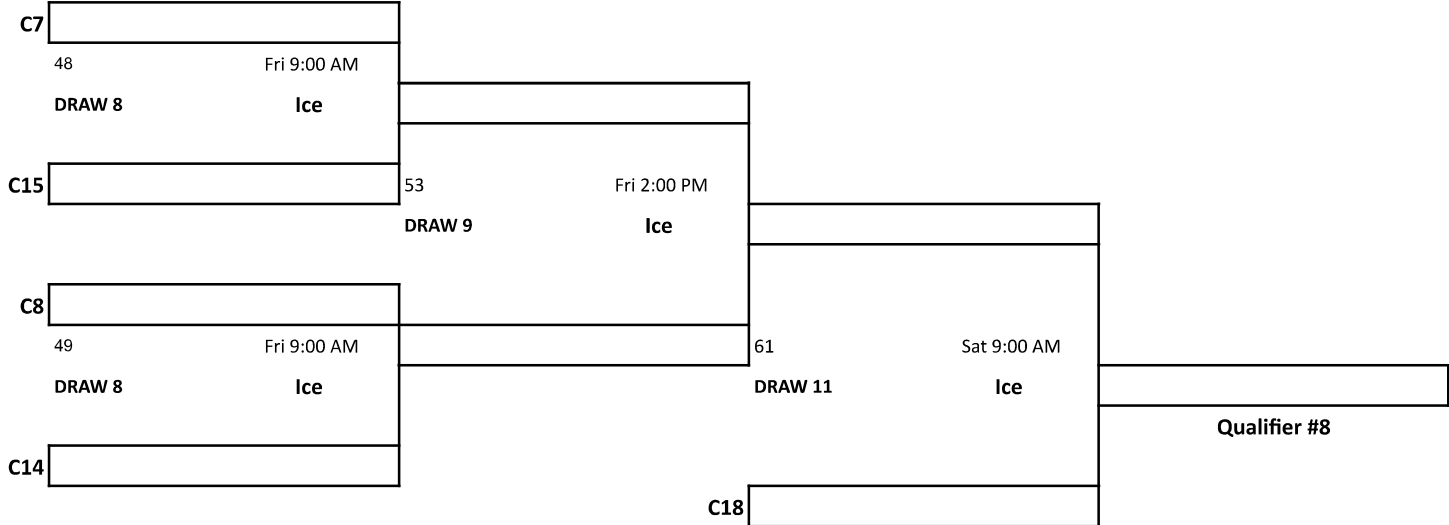 C7
48 Fri 9:00 AM
DRAW 8 Ice
C15
53 Fri 2:00 PM
DRAW 9 Ice
C8
49 Fri 9:00 AM
DRAW 8 Ice
61 Sat 9:00 AM
DRAW 11 Ice
Qualifier #8
C14
C18